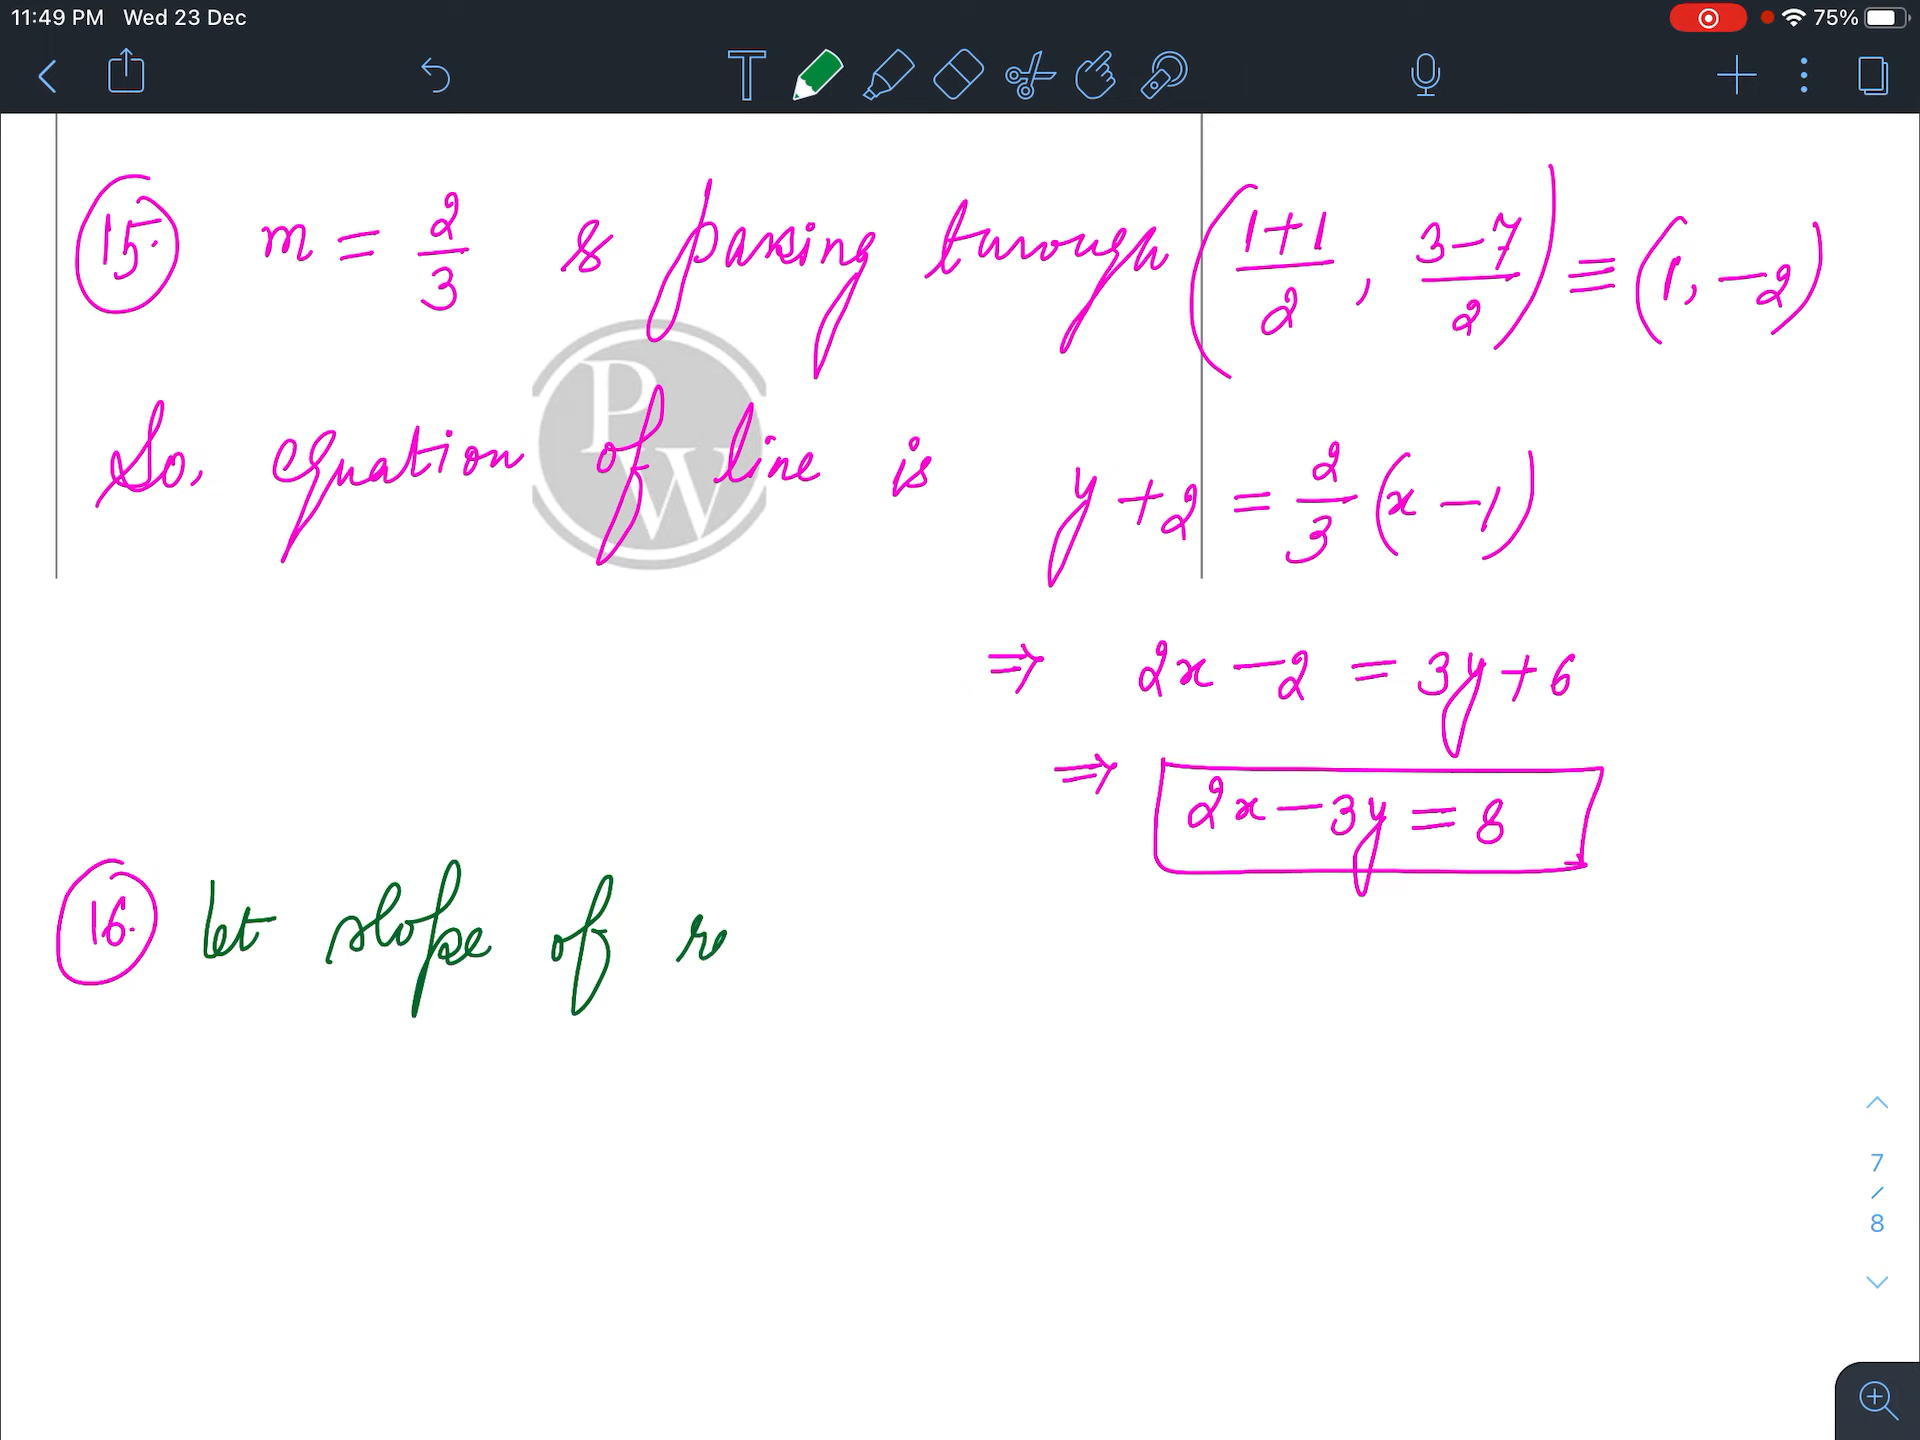 11:49 PM Wed 23 Dec 75%
15. m = 2/3 & passing through (1+1/2, 3-7/2) ≡ (1, -2)
PW
So, equation of line is y + 2 = 2/3 (x - 1)
⇒ 2x - 2 = 3y + 6
⇒ 2x - 3y = 8
16. let slope of re
7
/
8